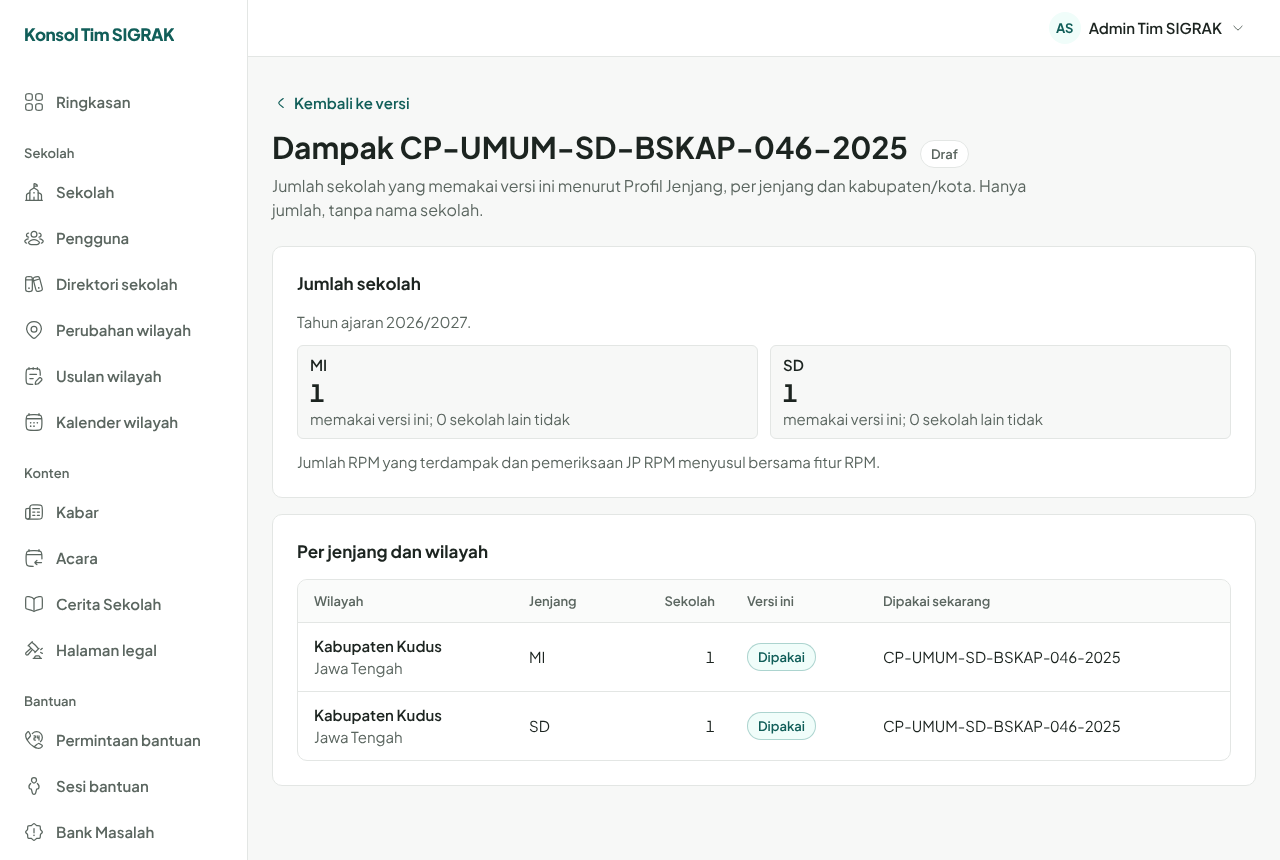 Konsol Tim SIGRAK
AS Admin Tim SIGRAK
Ringkasan
Sekolah
Sekolah
Pengguna
Direktori sekolah
Perubahan wilayah
Usulan wilayah
Kalender wilayah
Konten
Kabar
Acara
Cerita Sekolah
Halaman legal
Bantuan
Permintaan bantuan
Sesi bantuan
Bank Masalah
Kembali ke versi
Dampak CP-UMUM-SD-BSKAP-046-2025 Draf
Jumlah sekolah yang memakai versi ini menurut Profil Jenjang, per jenjang dan kabupaten/kota. Hanya
jumlah, tanpa nama sekolah.
Jumlah sekolah
Tahun ajaran 2026/2027.
MI
1
memakai versi ini; 0 sekolah lain tidak
SD
1
memakai versi ini; 0 sekolah lain tidak
Jumlah RPM yang terdampak dan pemeriksaan JP RPM menyusul bersama fitur RPM.
Per jenjang dan wilayah
Wilayah Jenjang Sekolah Versi ini Dipakai sekarang
Kabupaten Kudus
Jawa Tengah
MI 1 Dipakai CP-UMUM-SD-BSKAP-046-2025
Kabupaten Kudus
Jawa Tengah
SD 1 Dipakai CP-UMUM-SD-BSKAP-046-2025